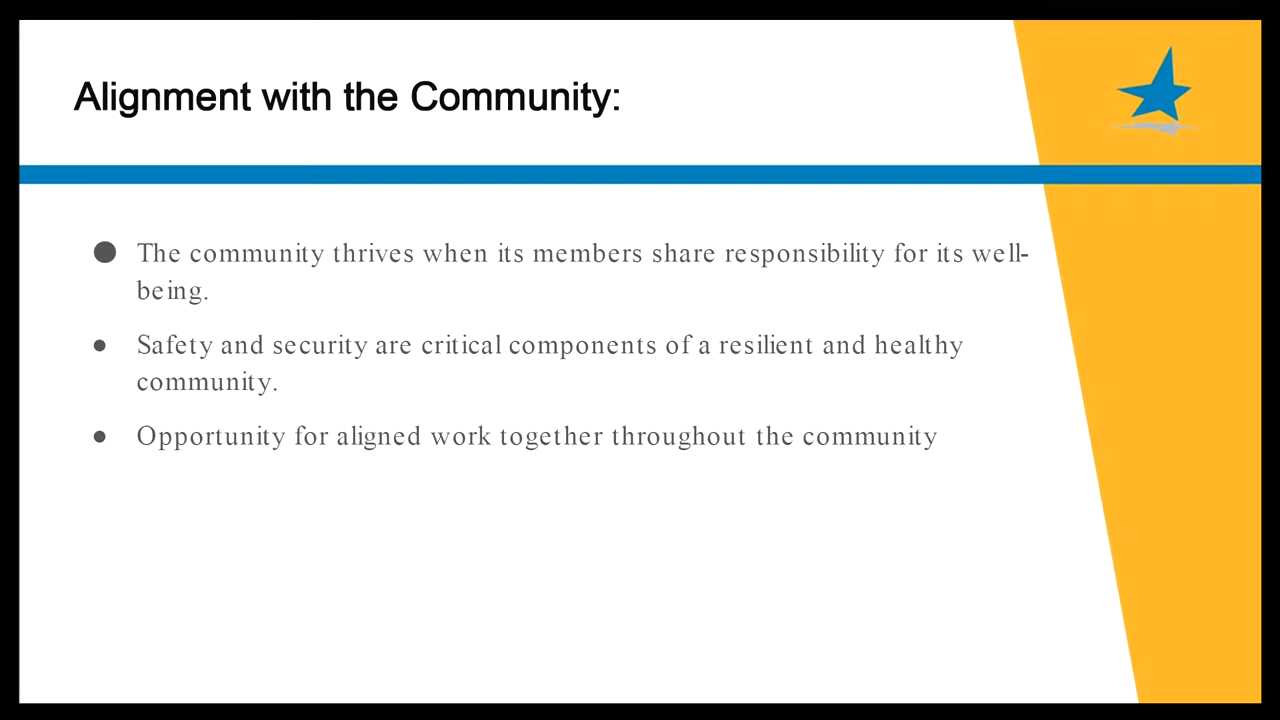 Alignment with the Community:
● The community thrives when its members share responsibility for its well-
being.
● Safety and security are critical components of a resilient and healthy
community.
● Opportunity for aligned work together throughout the community